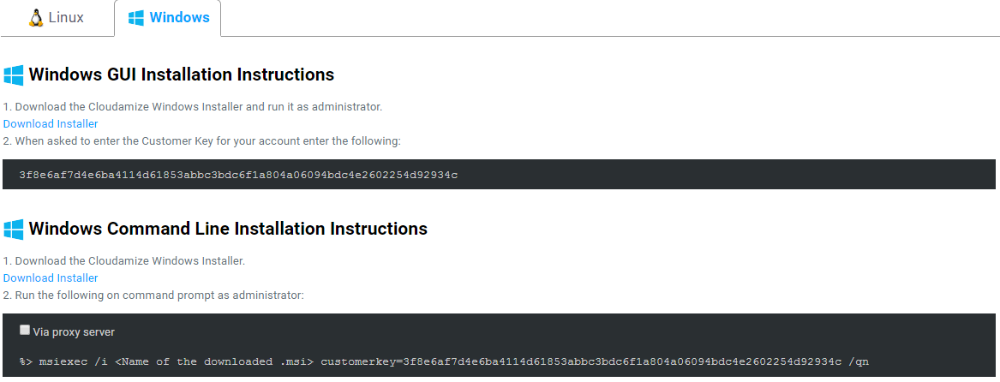 Linux
Windows
Windows GUI Installation Instructions
1. Download the Cloudamize Windows Installer and run it as administrator.
Download Installer
2. When asked to enter the Customer Key for your account enter the following:
3f8e6af7d4e6ba4114d61853abbc3bdc6f1a804a06094bdc4e2602254d92934c
Windows Command Line Installation Instructions
1. Download the Cloudamize Windows Installer.
Download Installer
2. Run the following on command prompt as administrator:
Via proxy server
%> msiexec /i <Name of the downloaded .msi> customerkey=3f8e6af7d4e6ba4114d61853abbc3bdc6f1a804a06094bdc4e2602254d92934c /qn